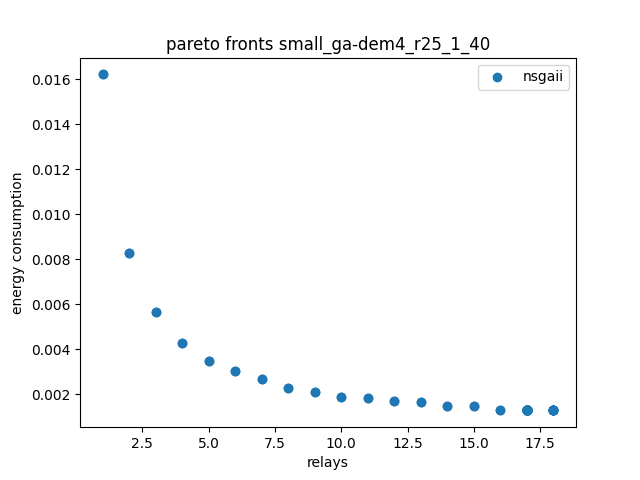 pareto fronts small_ga-dem4_r25_1_40
nsgaii
0.016
0.014
0.012
0.010
0.008
0.006
0.004
0.002
energy consumption
2.5 5.0 7.5 10.0 12.5 15.0 17.5
relays